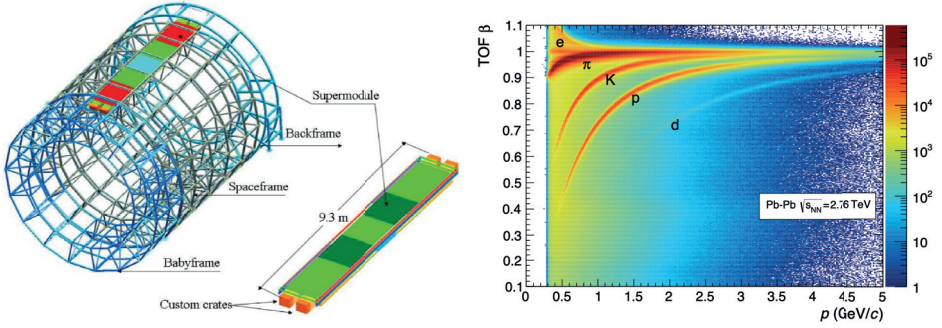 Supermodule
Backframe
Spaceframe
9.3 m
Babyframe
Custom crates
TOF β
1.1
1
0.9
0.8
0.7
0.6
0.5
0.4
0.3
0.2
0.1
e
π
K
p
d
Pb-Pb √sNN=2.76 TeV
0
0.5
1
1.5
2
2.5
3
3.5
4
4.5
5
p (GeV/c)
10⁵
10⁴
10³
10²
10
1